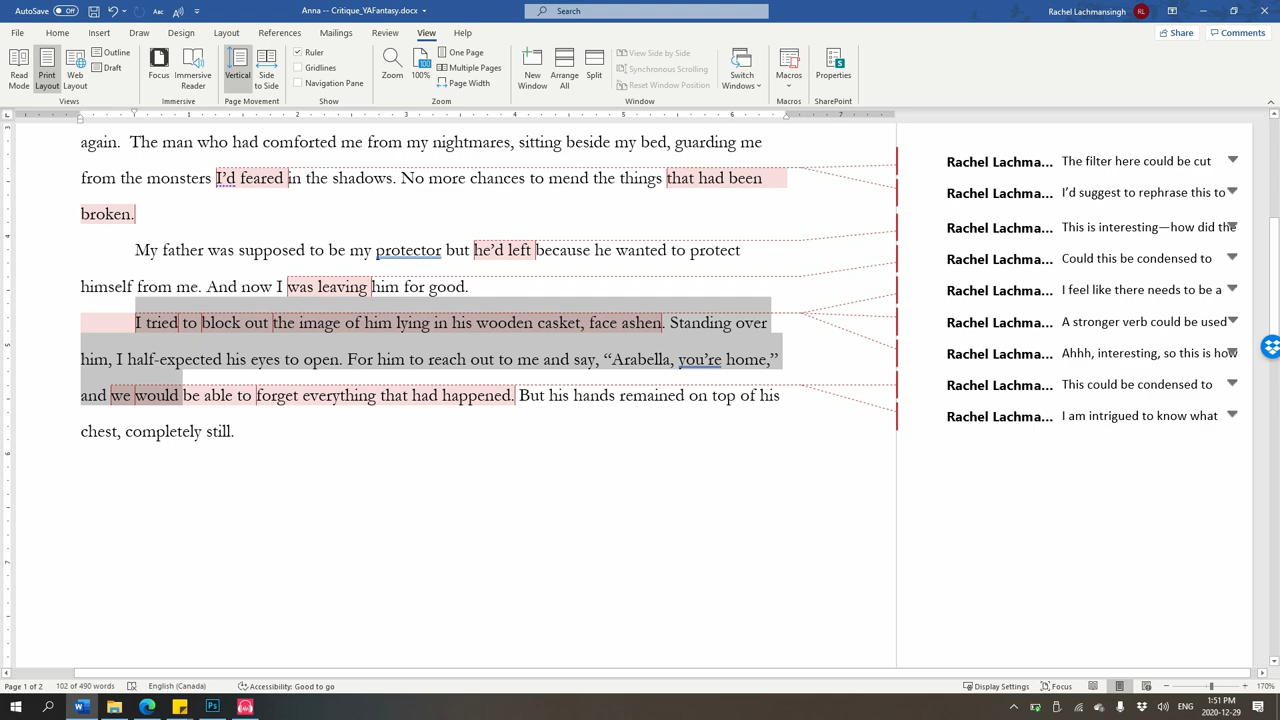 AutoSave Off Anna -- Critique_YAFantasy.docx Search Rachel Lachmansingh
File Home Insert Draw Design Layout References Mailings Review View Help Share Comments
Read Mode Print Layout Web Layout Outline Draft Focus Immersive Reader Vertical Side to Side Ruler Gridlines Navigation Pane Zoom 100% One Page Multiple Pages Page Width New Window Arrange All Split View Side by Side Synchronous Scrolling Reset Window Position Switch Windows Macros Properties
Views Immersive Page Movement Show Zoom Window Macros SharePoint
again. The man who had comforted me from my nightmares, sitting beside my bed, guarding me
from the monsters I’d feared in the shadows. No more chances to mend the things that had been
broken.
My father was supposed to be my protector but he’d left because he wanted to protect
himself from me. And now I was leaving him for good.
I tried to block out the image of him lying in his wooden casket, face ashen. Standing over
him, I half-expected his eyes to open. For him to reach out to me and say, “Arabella, you’re home,”
and we would be able to forget everything that had happened. But his hands remained on top of his
chest, completely still.
Rachel Lachma... The filter here could be cut
Rachel Lachma... I’d suggest to rephrase this to
Rachel Lachma... This is interesting—how did the
Rachel Lachma... Could this be condensed to
Rachel Lachma... I feel like there needs to be a
Rachel Lachma... A stronger verb could be used
Rachel Lachma... Ahhh, interesting, so this is how
Rachel Lachma... This could be condensed to
Rachel Lachma... I am intrigued to know what
Page 1 of 2 102 of 490 words English (Canada) Accessibility: Good to go Display Settings Focus 170%
ENG 1:51 PM
2020-12-29